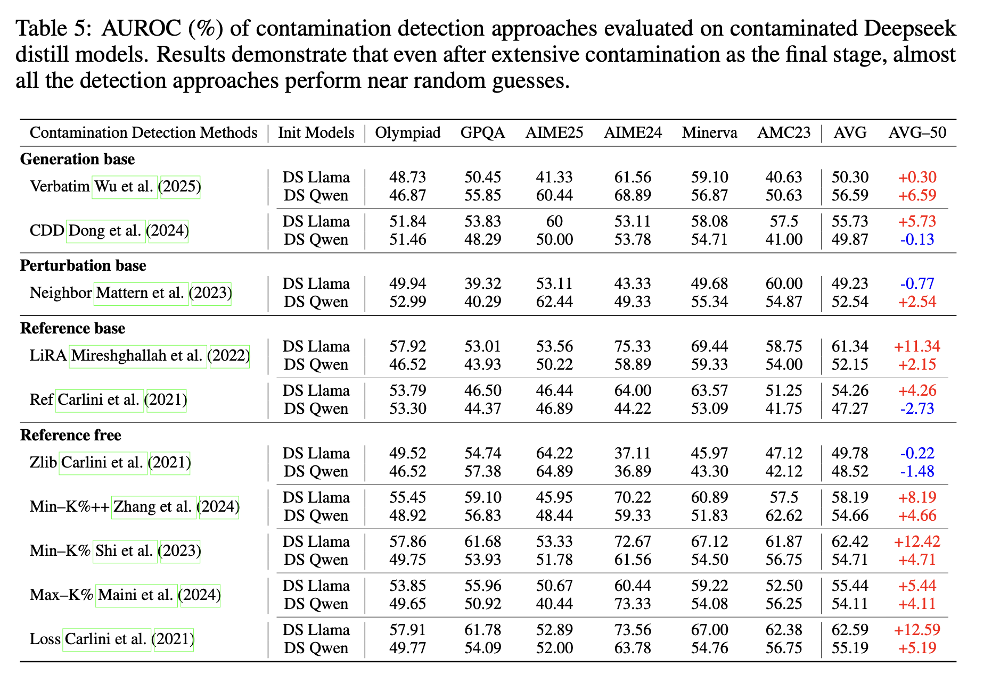 Table 5: AUROC (%) of contamination detection approaches evaluated on contaminated Deepseek
distill models. Results demonstrate that even after extensive contamination as the final stage, almost
all the detection approaches perform near random guesses.
Contamination Detection Methods Init Models Olympiad GPQA AIME25 AIME24 Minerva AMC23 AVG AVG–50
Generation base
Verbatim Wu et al. (2025)
DS Llama 48.73 50.45 41.33 61.56 59.10 40.63 50.30 +0.30
DS Qwen 46.87 55.85 60.44 68.89 56.87 50.63 56.59 +6.59
CDD Dong et al. (2024)
DS Llama 51.84 53.83 60 53.11 58.08 57.5 55.73 +5.73
DS Qwen 51.46 48.29 50.00 53.78 54.71 41.00 49.87 -0.13
Perturbation base
Neighbor Mattern et al. (2023)
DS Llama 49.94 39.32 53.11 43.33 49.68 60.00 49.23 -0.77
DS Qwen 52.99 40.29 62.44 49.33 55.34 54.87 52.54 +2.54
Reference base
LiRA Mireshghallah et al. (2022)
DS Llama 57.92 53.01 53.56 75.33 69.44 58.75 61.34 +11.34
DS Qwen 46.52 43.93 50.22 58.89 59.33 54.00 52.15 +2.15
Ref Carlini et al. (2021)
DS Llama 53.79 46.50 46.44 64.00 63.57 51.25 54.26 +4.26
DS Qwen 53.30 44.37 46.89 44.22 53.09 41.75 47.27 -2.73
Reference free
Zlib Carlini et al. (2021)
DS Llama 49.52 54.74 64.22 37.11 45.97 47.12 49.78 -0.22
DS Qwen 46.52 57.38 64.89 36.89 43.30 42.12 48.52 -1.48
Min–K%++ Zhang et al. (2024)
DS Llama 55.45 59.10 45.95 70.22 60.89 57.5 58.19 +8.19
DS Qwen 48.92 56.83 48.44 59.33 51.83 62.62 54.66 +4.66
Min–K% Shi et al. (2023)
DS Llama 57.86 61.68 53.33 72.67 67.12 61.87 62.42 +12.42
DS Qwen 49.75 53.93 51.78 61.56 54.50 56.75 54.71 +4.71
Max–K% Maini et al. (2024)
DS Llama 53.85 55.96 50.67 60.44 59.22 52.50 55.44 +5.44
DS Qwen 49.65 50.92 40.44 73.33 54.08 56.25 54.11 +4.11
Loss Carlini et al. (2021)
DS Llama 57.91 61.78 52.89 73.56 67.00 62.38 62.59 +12.59
DS Qwen 49.77 54.09 52.00 63.78 54.76 56.75 55.19 +5.19